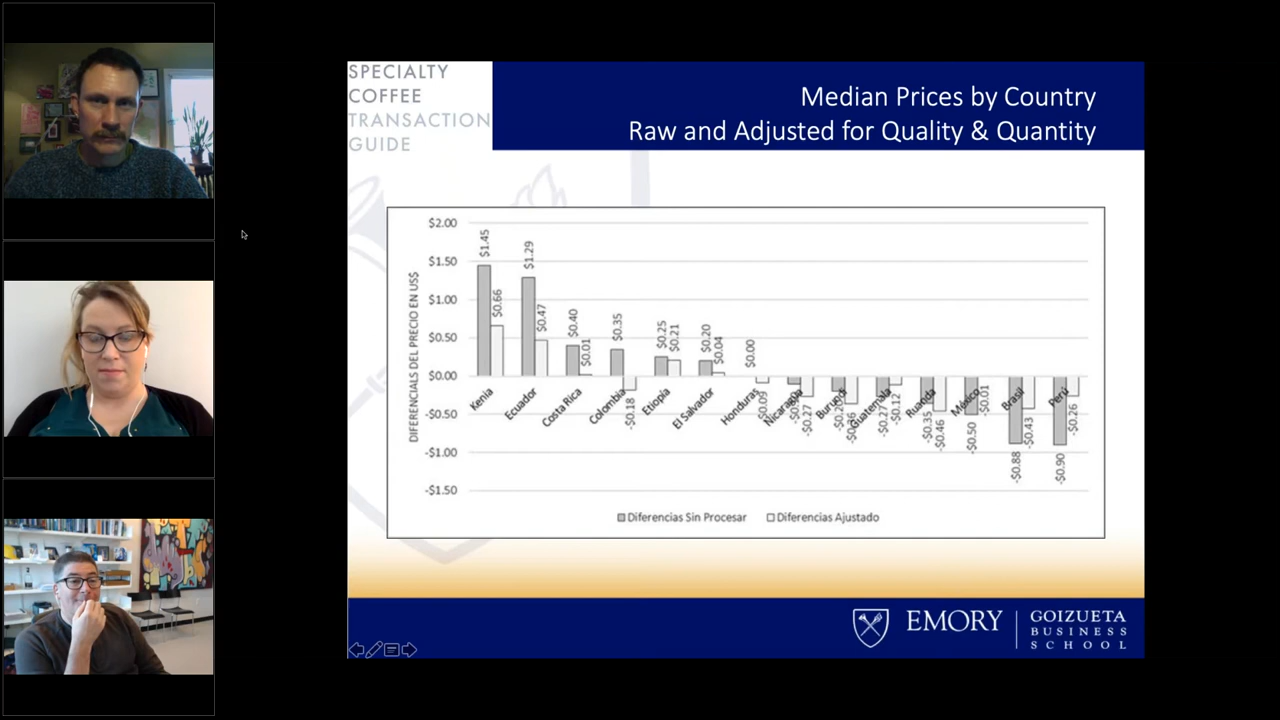 SPECIALTY
COFFEE
TRANSACTION
GUIDE
Median Prices by Country
Raw and Adjusted for Quality & Quantity
DIFERENCIALS DEL PRECIO EN US$
$2.00
$1.50
$1.00
$0.50
$0.00
-$0.50
-$1.00
-$1.50
$1.45
$0.66
$1.29
$0.47
$0.40
$0.01
$0.35
-$0.18
$0.25
$0.21
$0.20
$0.04
$0.00
-$0.09
-$0.27
-$0.27
-$0.12
-$0.35
-$0.46
-$0.50
-$0.01
-$0.88
-$0.43
-$0.90
-$0.26
Kenia
Ecuador
Costa Rica
Colombia
Etiopia
El Salvador
Honduras
Nicaragua
Burundi
Guatemala
Ruanda
México
Brasil
Perú
Diferencias Sin Procesar
Diferencias Ajustado
EMORY
GOIZUETA
BUSINESS
SCHOOL